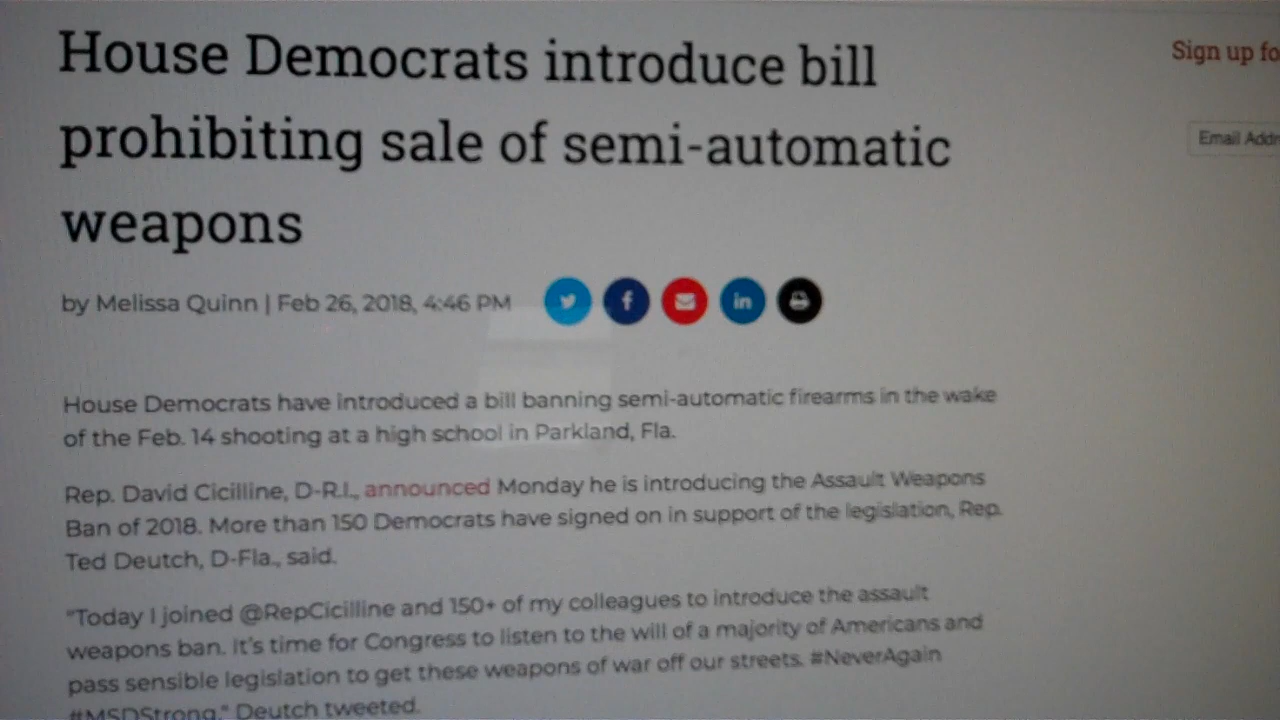 House Democrats introduce bill
Sign up fo
prohibiting sale of semi-automatic
Email Addr
weapons
by Melissa Quinn | Feb 26, 2018, 4:46 PM
in
House Democrats have introduced a bill banning semi-automatic firearms in the wake
of the Feb. 14 shooting at a high school in Parkland, Fla.
Rep. David Cicilline, D-R.I., announced Monday he is introducing the Assault Weapons
Ban of 2018. More than 150 Democrats have signed on in support of the legislation, Rep.
Ted Deutch, D-Fla., said.
"Today I joined @RepCicilline and 150+ of my colleagues to introduce the assault
weapons ban. It's time for Congress to listen to the will of a majority of Americans and
pass sensible legislation to get these weapons of war off our streets. #NeverAgain
#MSDStrong," Deutch tweeted.